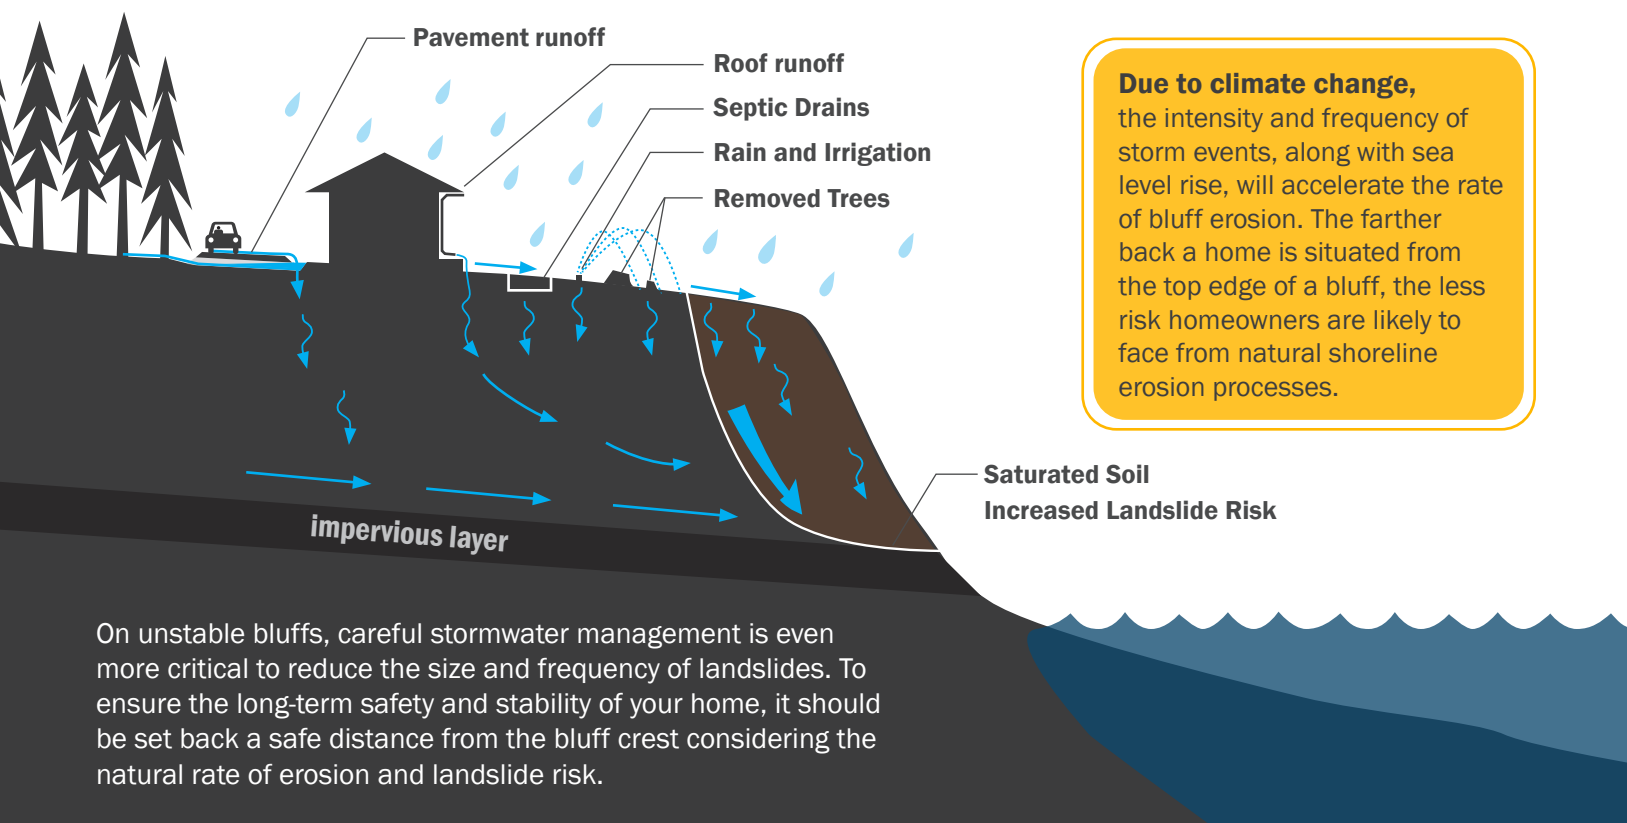 Pavement runoff
Roof runoff
Septic Drains
Rain and Irrigation
Removed Trees
Due to climate change,
the intensity and frequency of
storm events, along with sea
level rise, will accelerate the rate
of bluff erosion. The farther
back a home is situated from
the top edge of a bluff, the less
risk homeowners are likely to
face from natural shoreline
erosion processes.
Saturated Soil
Increased Landslide Risk
impervious layer
On unstable bluffs, careful stormwater management is even
more critical to reduce the size and frequency of landslides. To
ensure the long-term safety and stability of your home, it should
be set back a safe distance from the bluff crest considering the
natural rate of erosion and landslide risk.